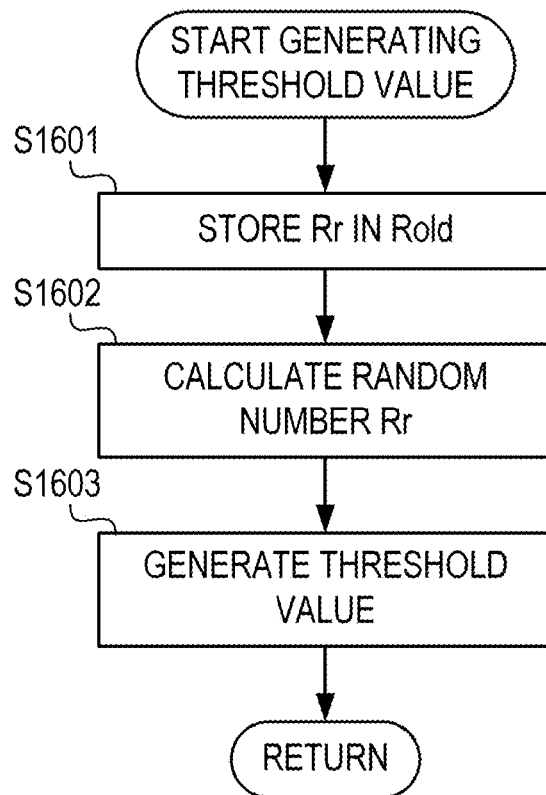 START GENERATING
THRESHOLD VALUE
S1601
STORE Rr IN Rold
S1602
CALCULATE RANDOM
NUMBER Rr
S1603
GENERATE THRESHOLD
VALUE
RETURN